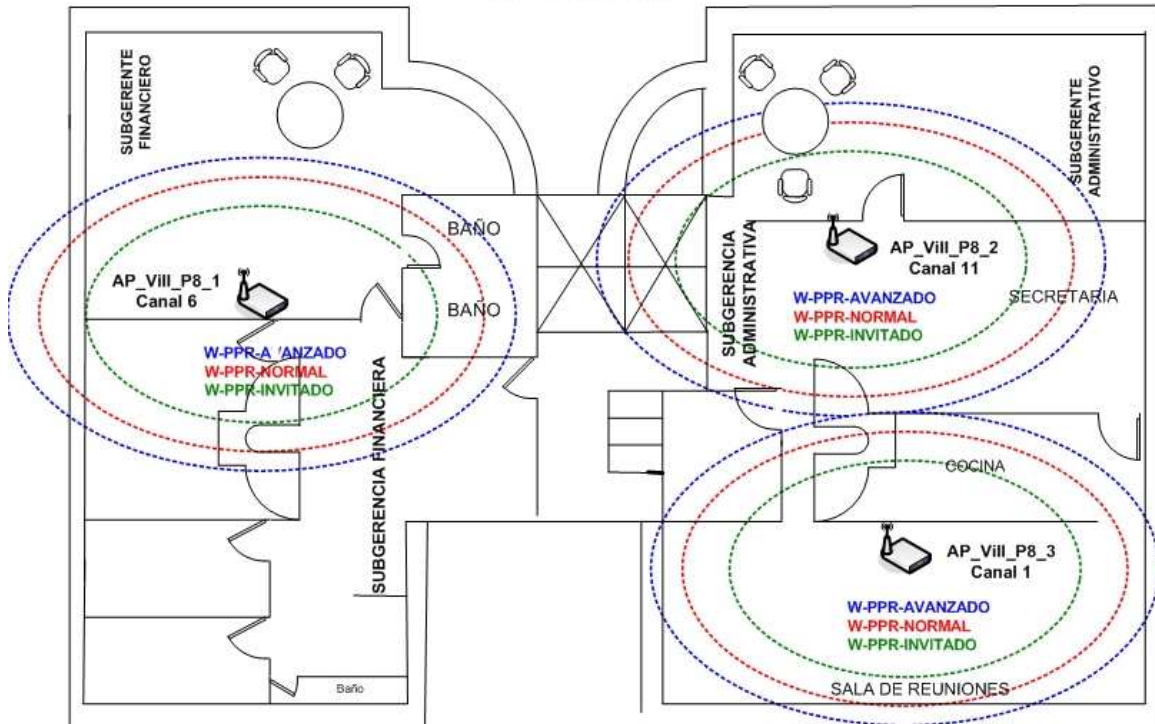 SUBGERENTE
FINANCIERO
SUBGERENTE
ADMINISTRATIVO
BAÑO
BAÑO
AP_Vill_P8_1
Canal 6
W-PPR-A'ANZADO
W-PPR-NORMAL
W-PPR-INVITADO
SUBGERENCIA FINANCIERA
SUBGERENCIA
ADMINISTRATIVA
AP_Vill_P8_2
Canal 11
W-PPR-AVANZADO
W-PPR-NORMAL
W-PPR-INVITADO
SECRETARIA
COCINA
AP_Vill_P8_3
Canal 1
W-PPR-AVANZADO
W-PPR-NORMAL
W-PPR-INVITADO
SALA DE REUNIONES
Baño